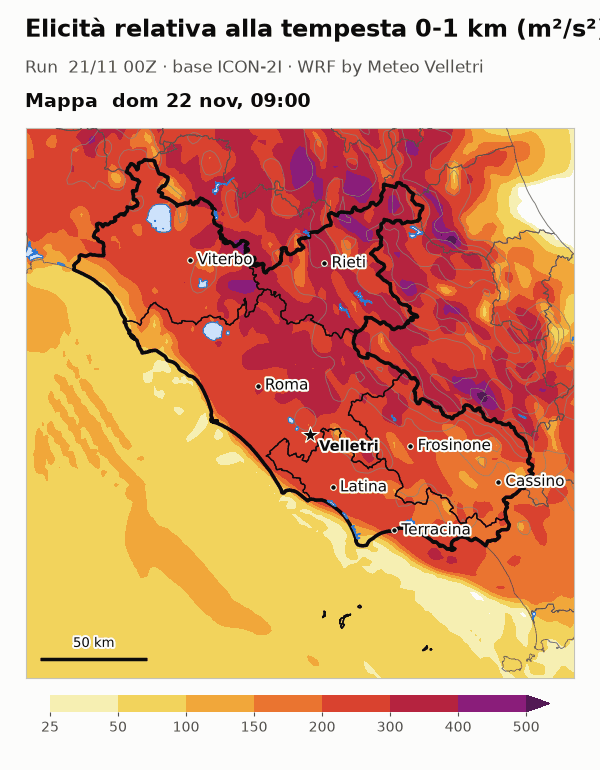 Elicità relativa alla tempesta 0-1 km (m²/s²)
Run 21/11 00Z · base ICON-2I · WRF by Meteo Velletri
Mappa dom 22 nov, 09:00
Viterbo
Rieti
Roma
Velletri
Frosinone
Latina
Cassino
Terracina
50 km
25 50 100 150 200 300 400 500